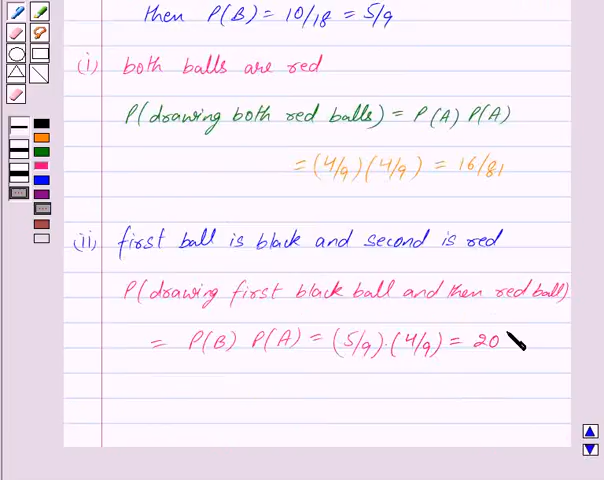 then P(B) = 10/18 = 5/9
(i) both balls are red
P(drawing both red balls) = P(A) P(A)
= (4/9) (4/9) = 16/81
(ii) first ball is black and second is red
P(drawing first black ball and then red ball)
= P(B) P(A) = (5/9).(4/9) = 20